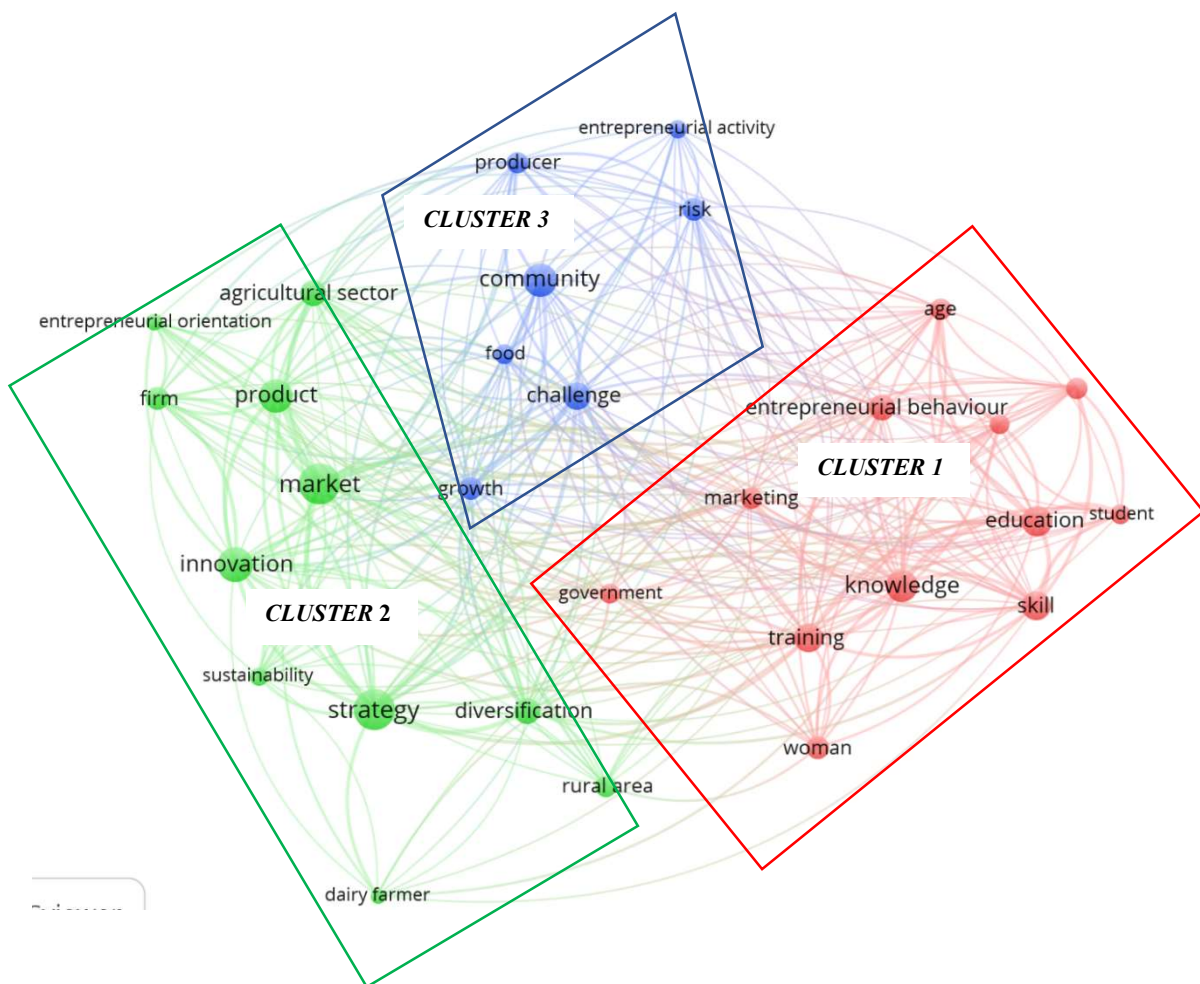 entrepreneurial activity
producer
risk
CLUSTER 3
community
agricultural sector
entrepreneurial orientation
age
food
product
firm
challenge
entrepreneurial behaviour
CLUSTER 1
market
growth
marketing
education
student
innovation
knowledge
government
skill
CLUSTER 2
training
sustainability
strategy
diversification
woman
rural area
dairy farmer